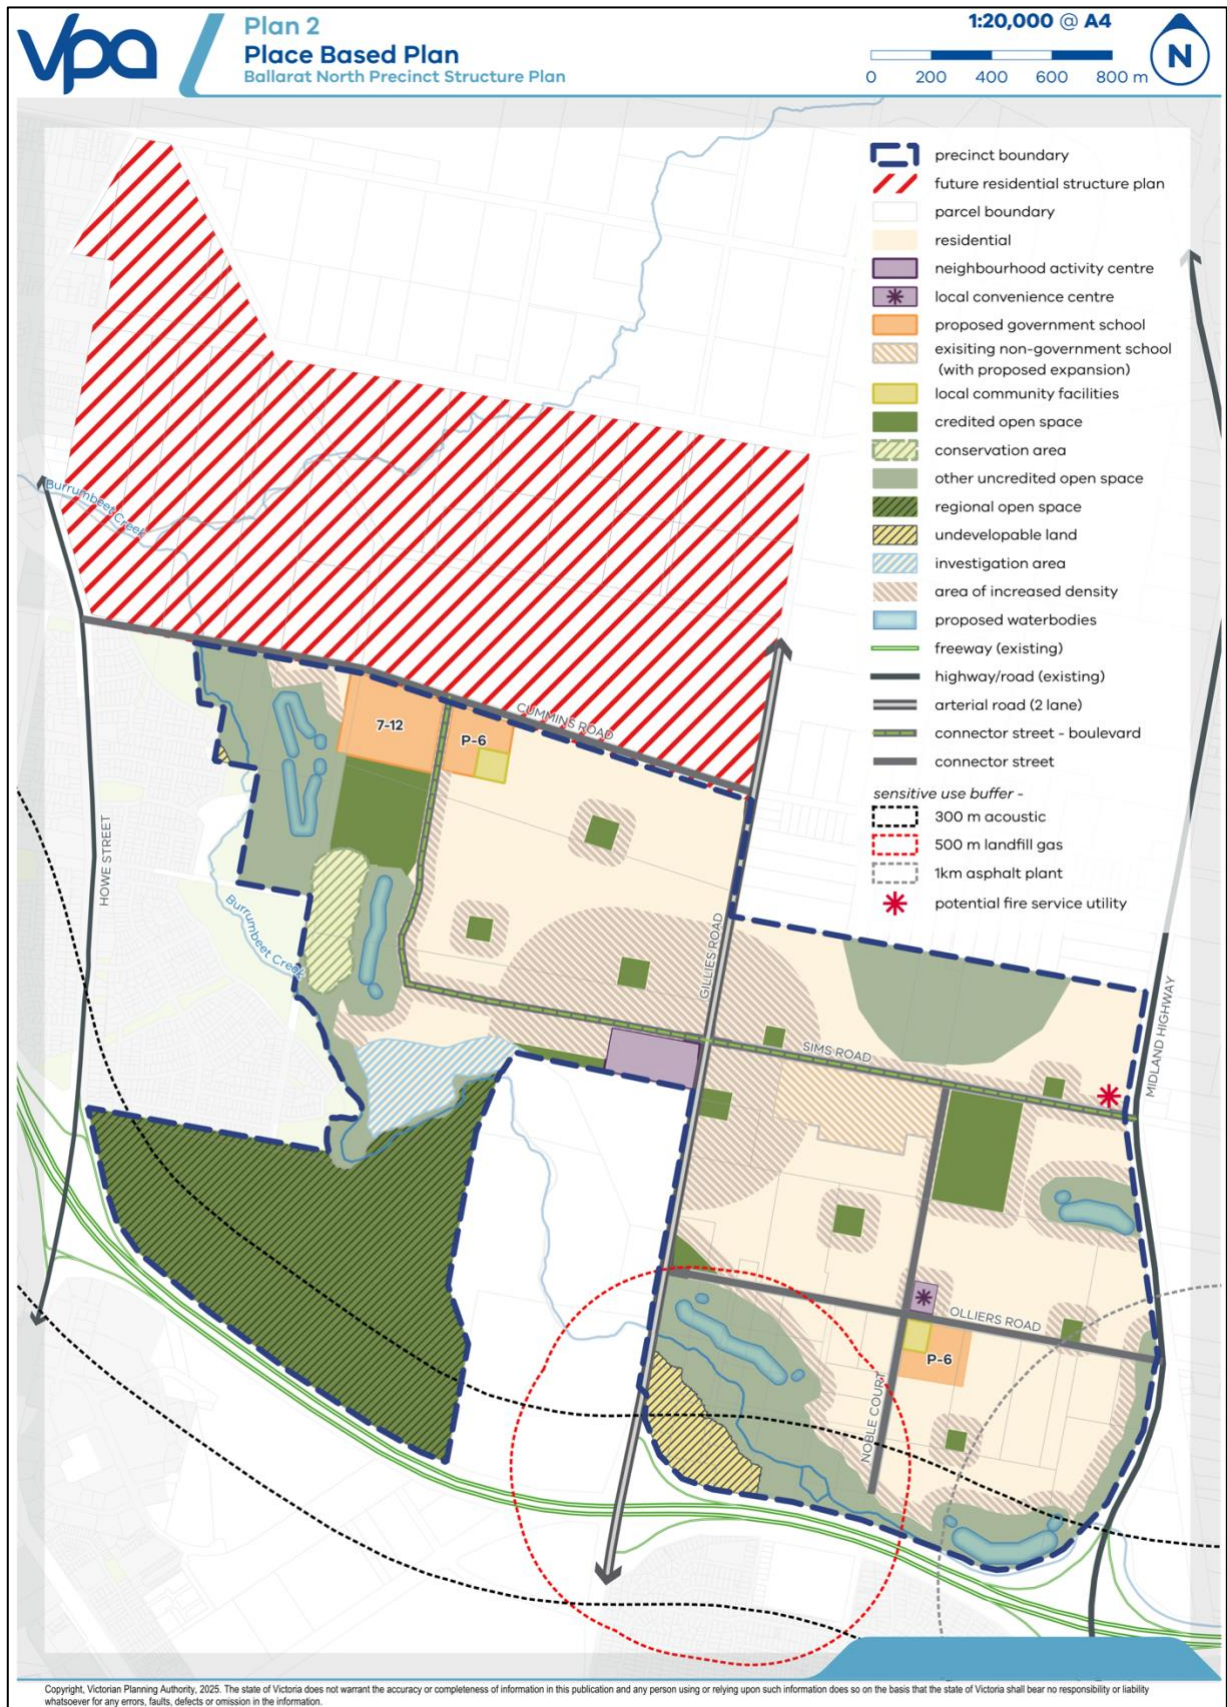 vpa
Plan 2
Place Based Plan
Ballarat North Precinct Structure Plan
1:20,000 @ A4
0 200 400 600 800 m
N
precinct boundary
future residential structure plan
parcel boundary
residential
neighbourhood activity centre
local convenience centre
proposed government school
exisiting non-government school
(with proposed expansion)
local community facilities
credited open space
conservation area
other uncredited open space
regional open space
undevelopable land
investigation area
area of increased density
proposed waterbodies
freeway (existing)
highway/road (existing)
arterial road (2 lane)
connector street - boulevard
connector street
sensitive use buffer -
300 m acoustic
500 m landfill gas
1km asphalt plant
potential fire service utility
Burrumbeet Creek
CUMMINS ROAD
7-12
P-6
HOWE STREET
Burrumbeet Creek
GILLIES ROAD
SIMS ROAD
MIDLAND HIGHWAY
OLLIERS ROAD
P-6
NOBLE COURT
Copyright, Victorian Planning Authority, 2025. The state of Victoria does not warrant the accuracy or completeness of information in this publication and any person using or relying upon such information does so on the basis that the state of Victoria shall bear no responsibility or liability
whatsoever for any errors, faults, defects or omission in the information.